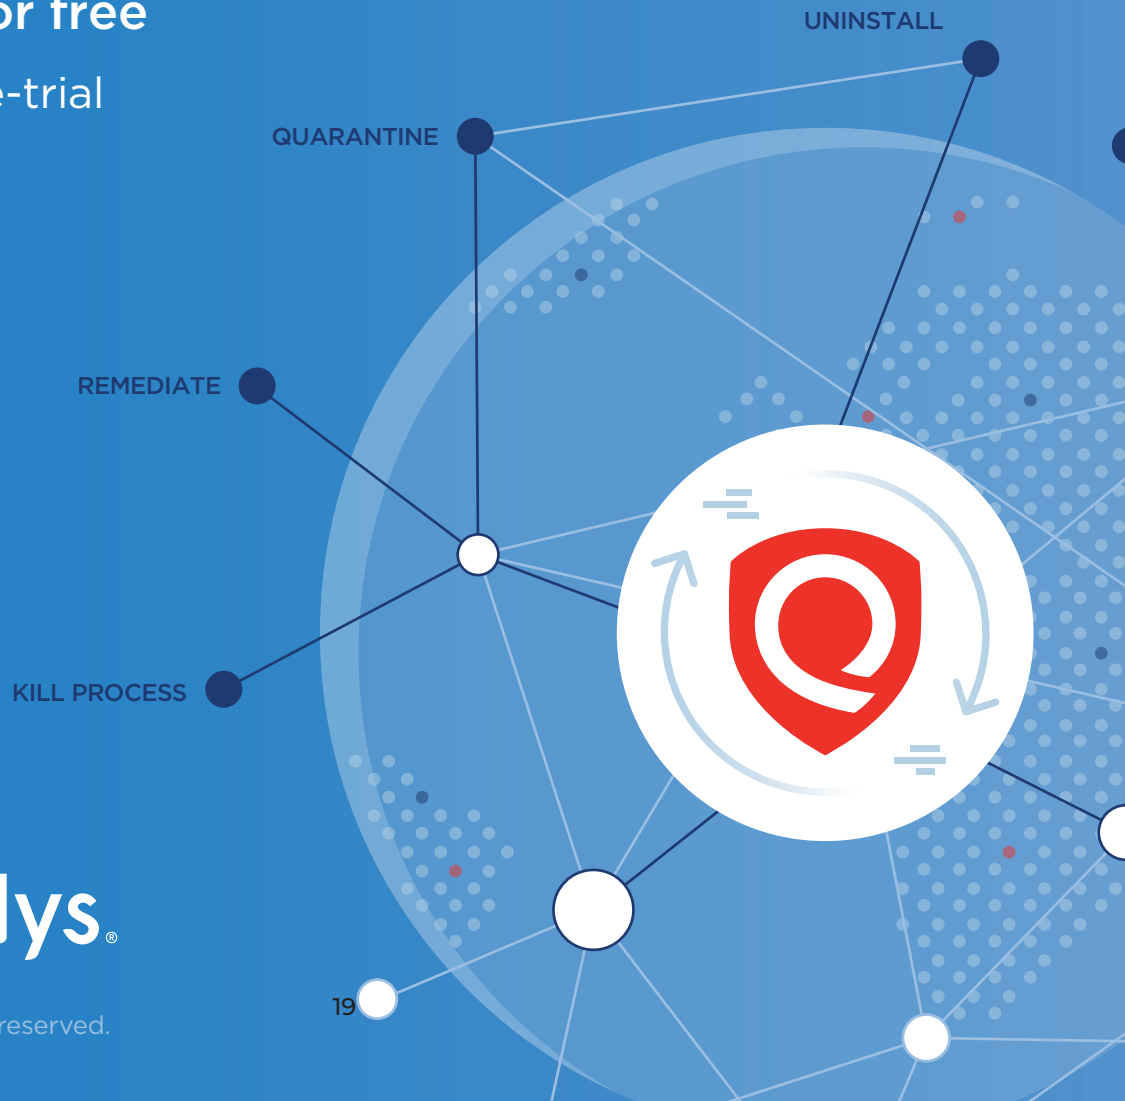 or free
e-trial
UNINSTALL
QUARANTINE
REMEDIATE
KILL PROCESS
lys®
19
reserved.